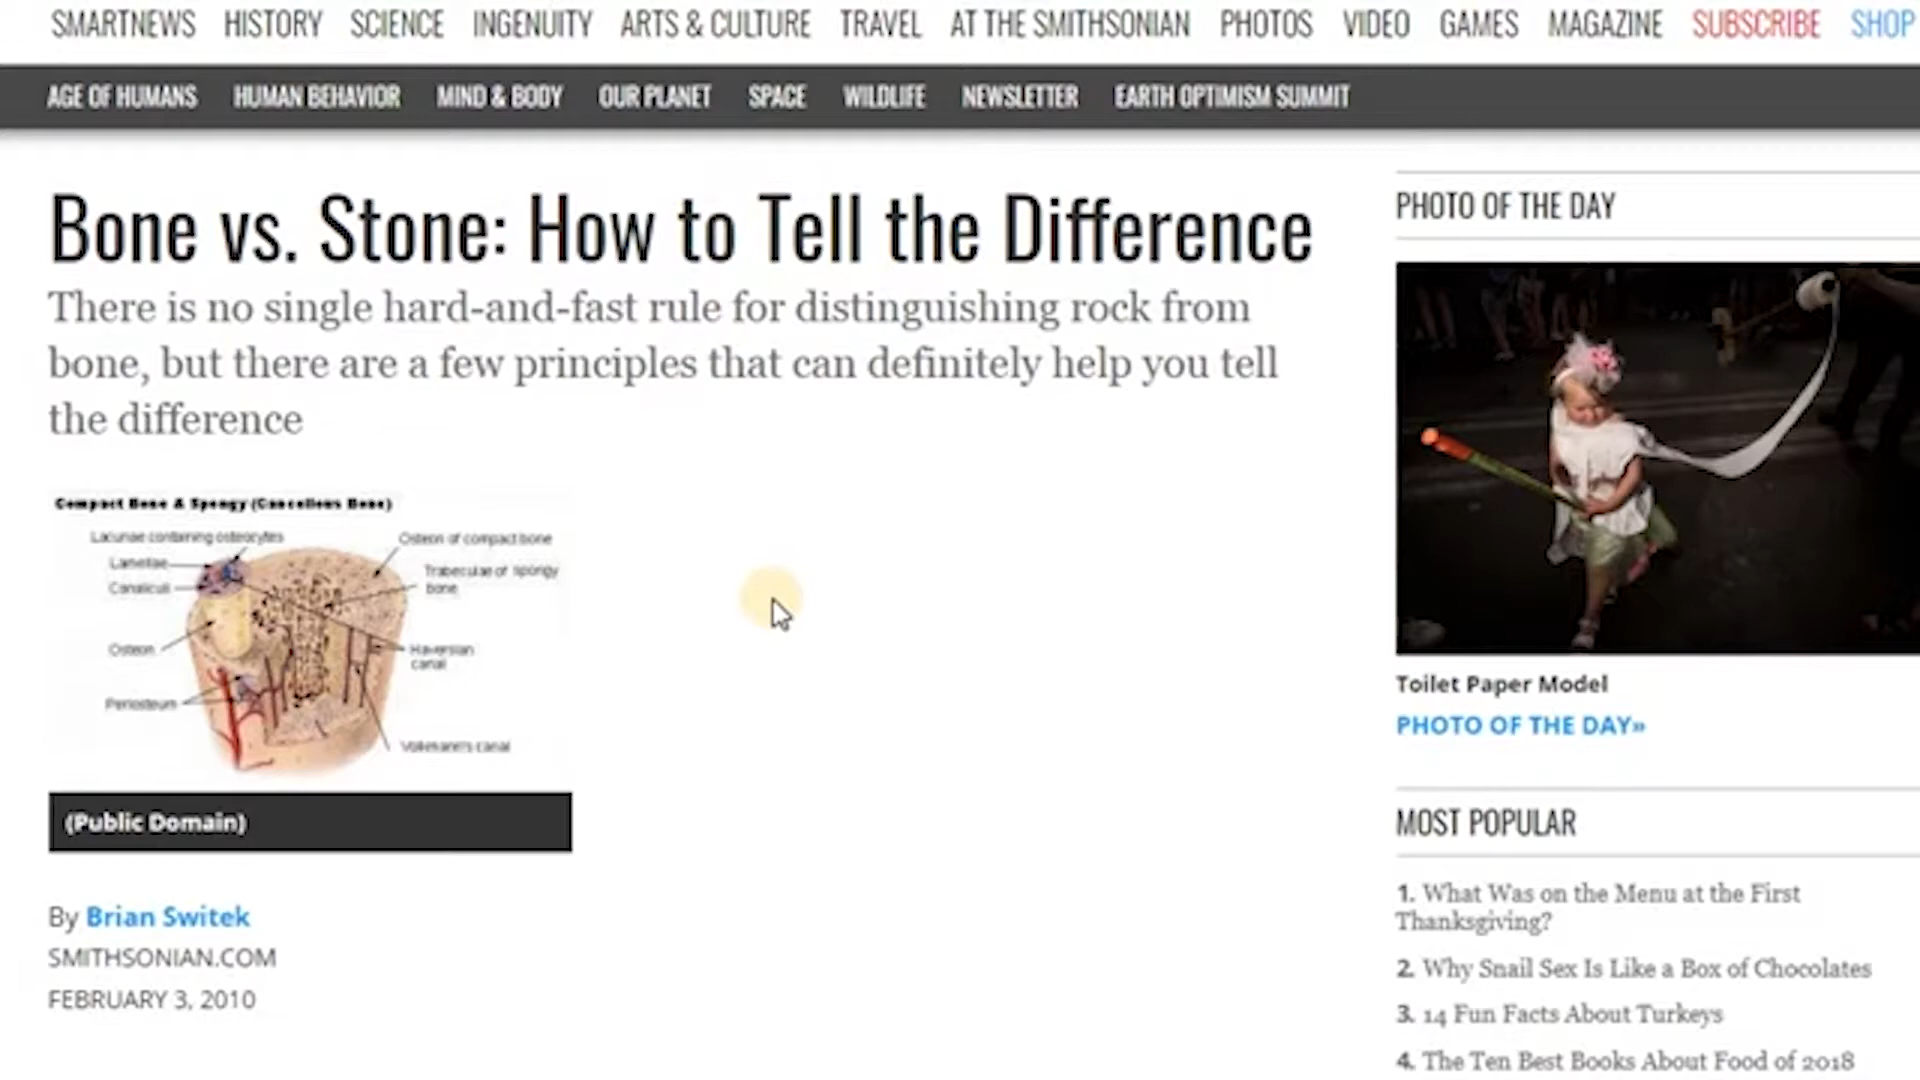 SMARTNEWS HISTORY SCIENCE INGENUITY ARTS & CULTURE TRAVEL AT THE SMITHSONIAN PHOTOS VIDEO GAMES MAGAZINE SUBSCRIBE SHOP
AGE OF HUMANS HUMAN BEHAVIOR MIND & BODY OUR PLANET SPACE WILDLIFE NEWSLETTER EARTH OPTIMISM SUMMIT
Bone vs. Stone: How to Tell the Difference
There is no single hard-and-fast rule for distinguishing rock from
bone, but there are a few principles that can definitely help you tell
the difference
Compact Bone & Spongy (Cancellous Bone)
Lacunae containing osteocytes
Lamellae
Canaliculi
Osteon
Periosteum
Osteon of compact bone
Trabeculae of spongy
bone
Haversian
canal
Volkmann's canal
(Public Domain)
By Brian Switek
SMITHSONIAN.COM
FEBRUARY 3, 2010
PHOTO OF THE DAY
Toilet Paper Model
PHOTO OF THE DAY»
MOST POPULAR
1. What Was on the Menu at the First
Thanksgiving?
2. Why Snail Sex Is Like a Box of Chocolates
3. 14 Fun Facts About Turkeys
4. The Ten Best Books About Food of 2018